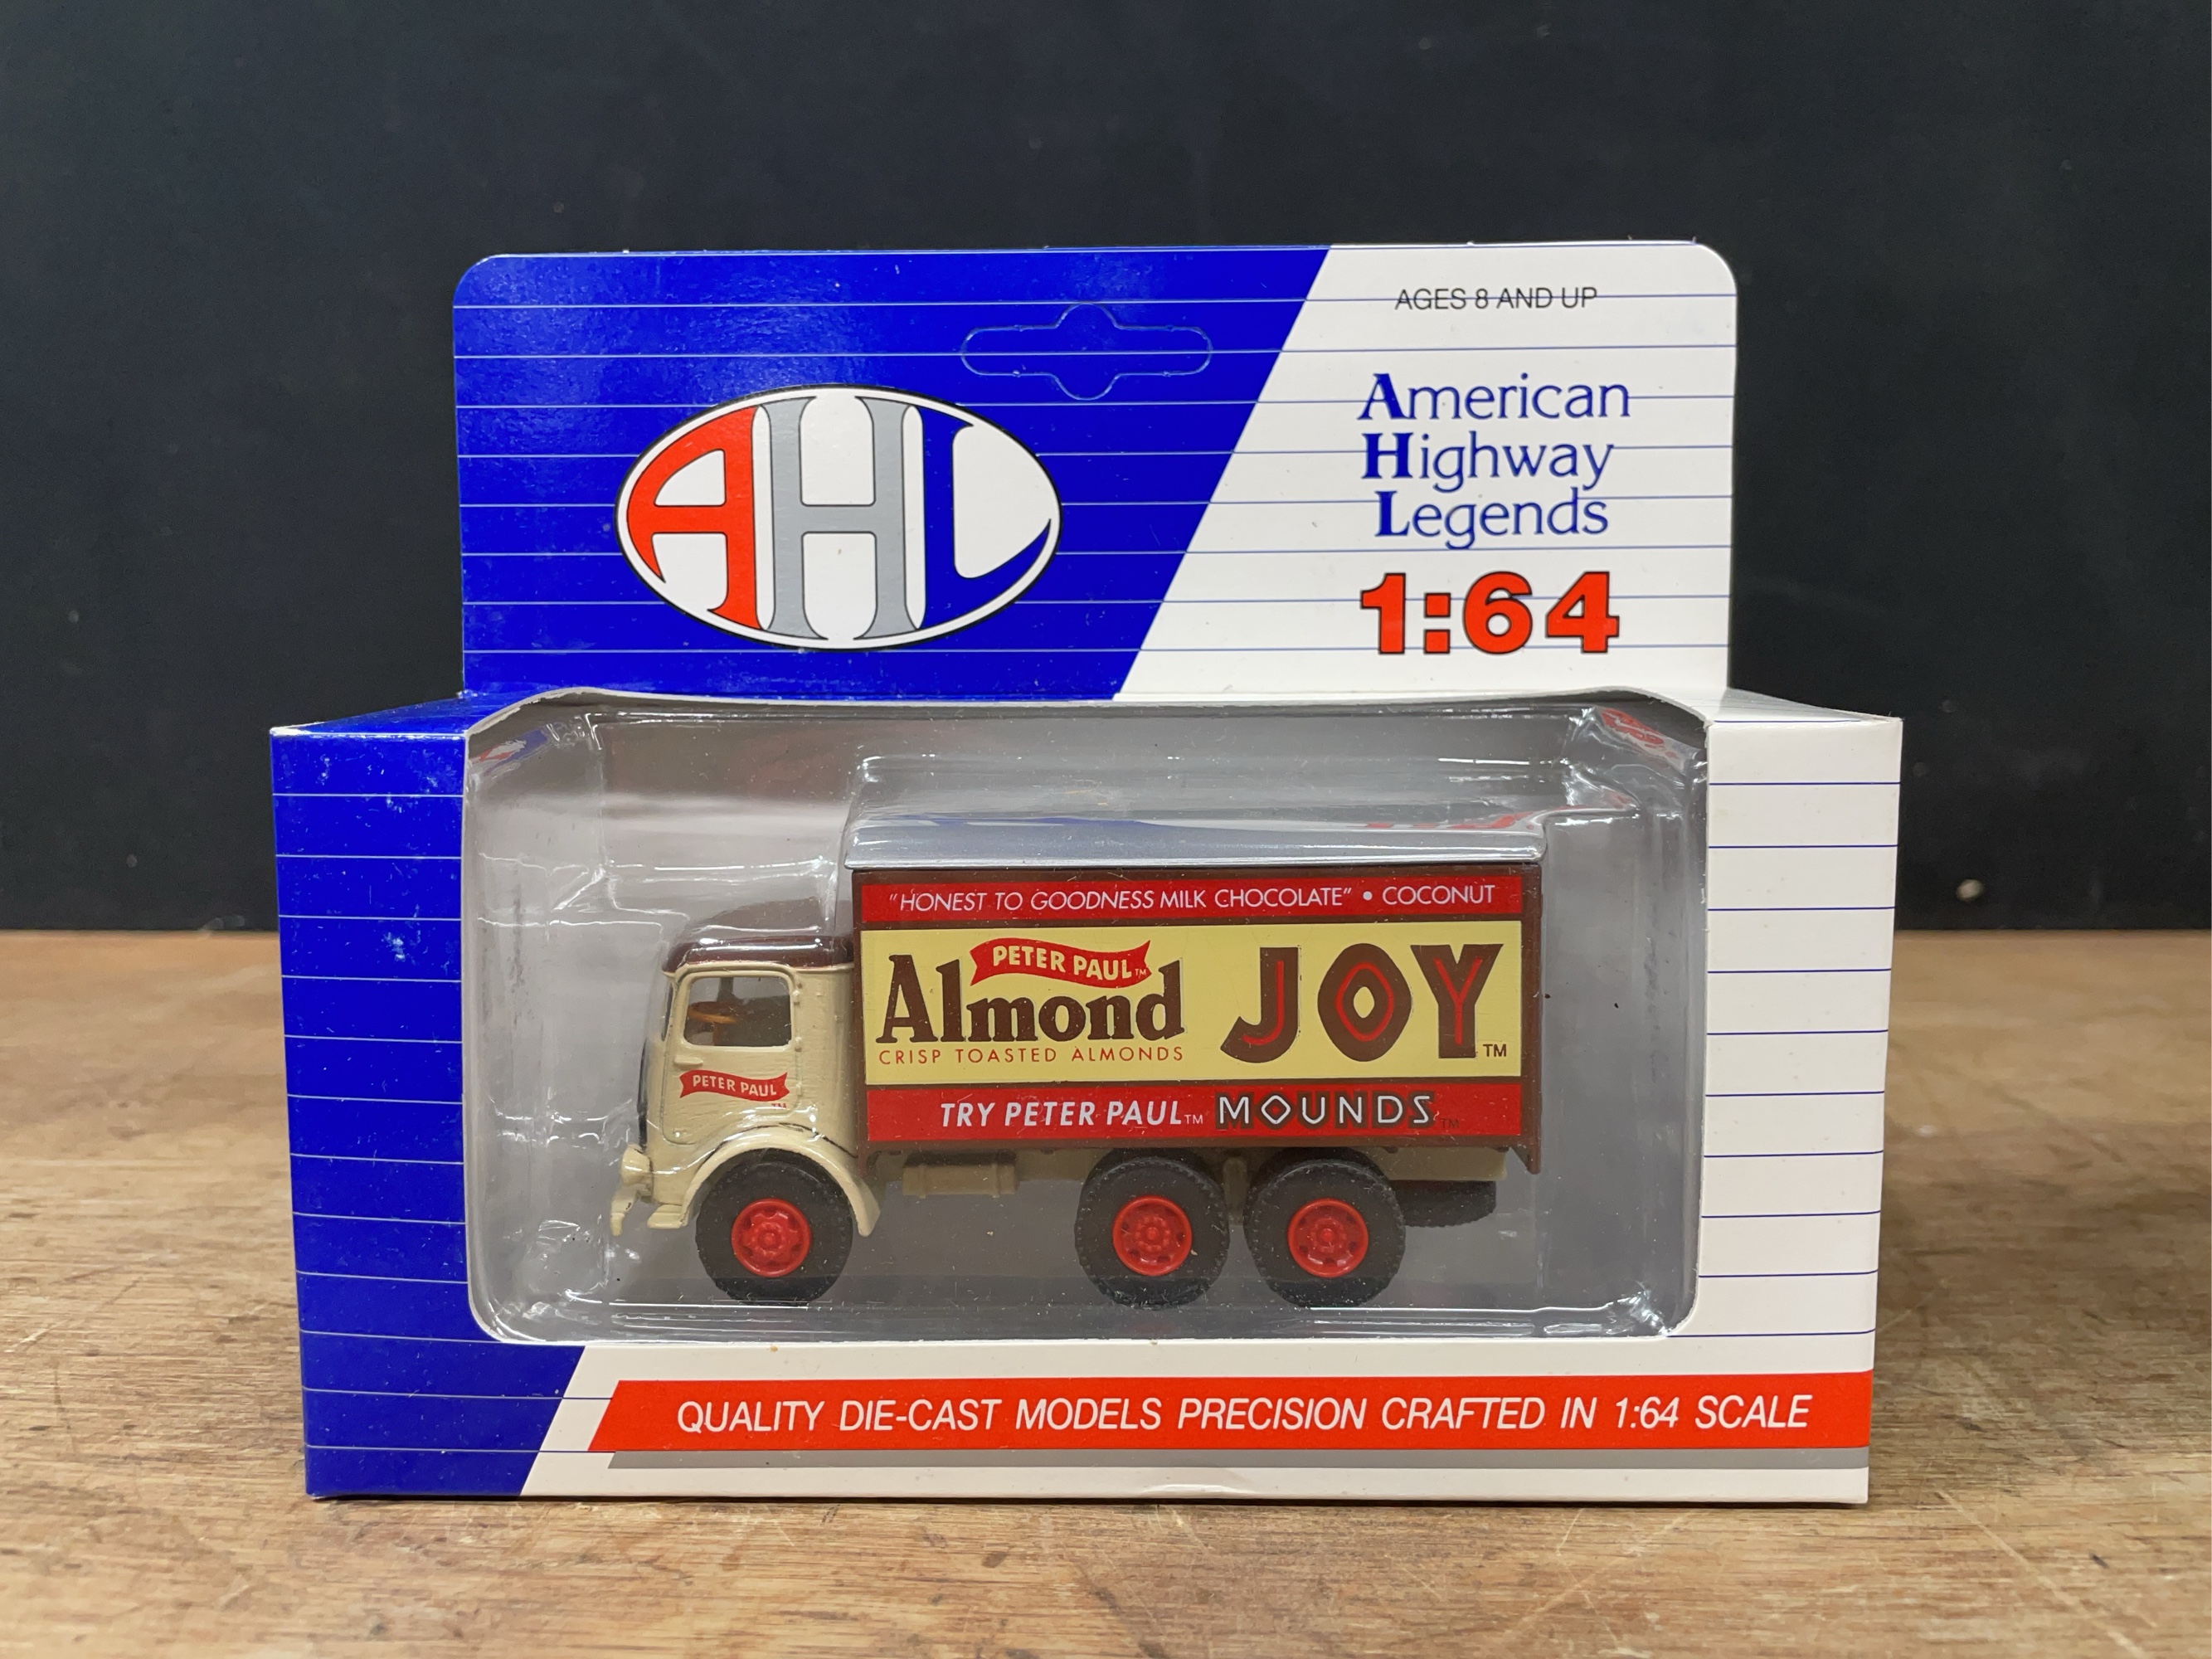 AGES 8 AND UP
AHL
American
Highway
Legends
1:64
"HONEST TO GOODNESS MILK CHOCOLATE" • COCONUT
PETER PAUL™
Almond JOY™
CRISP TOASTED ALMONDS
PETER PAUL™
TRY PETER PAUL™ MOUNDS™
QUALITY DIE-CAST MODELS PRECISION CRAFTED IN 1:64 SCALE